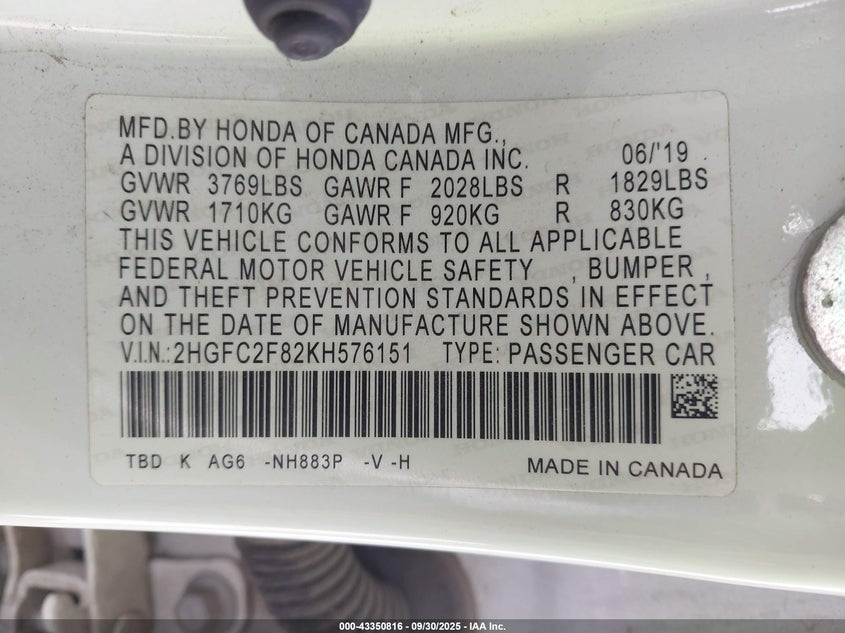 MFD.BY HONDA OF CANADA MFG.,
A DIVISION OF HONDA CANADA INC. 06/'19
GVWR 3769LBS GAWR F 2028LBS R 1829LBS
GVWR 1710KG GAWR F 920KG R 830KG
THIS VEHICLE CONFORMS TO ALL APPLICABLE
FEDERAL MOTOR VEHICLE SAFETY , BUMPER ,
AND THEFT PREVENTION STANDARDS IN EFFECT
ON THE DATE OF MANUFACTURE SHOWN ABOVE.
V.I.N.:2HGFC2F82KH576151 TYPE: PASSENGER CAR
TBD K AG6 -NH883P -V -H MADE IN CANADA
000-43350816 - 09/30/2025 - IAA Inc.